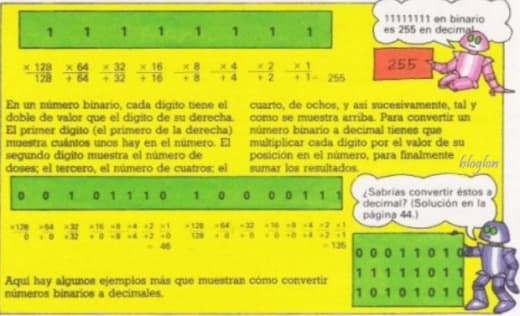 1 1 1 1 1 1 1 1
11111111 en binario
es 255 en decimal
255
× 128 × 64 × 32 × 16 × 8 × 4 × 2 × 1
128 + 64 + 32 + 16 + 8 + 4 + 2 + 1 = 255
En un número binario, cada dígito tiene el
doble de valor que el dígito de su derecha.
El primer dígito (el primero de la derecha)
muestra cuántos unos hay en el número. El
segundo dígito muestra el número de
doses; el tercero, el número de cuatros; el
cuarto, de ochos, y así sucesivamente, tal y
como se muestra arriba. Para convertir un
número binario a decimal tienes que
multiplicar cada dígito por el valor de su
posición en el número, para finalmente
sumar los resultados.
bloglon
0 0 1 0 1 1 1 0 1 0 0 0 0 1 1 1
×128 ×64 ×32 ×16 ×8 ×4 ×2 ×1 ×128 ×64 ×32 ×16 ×8 ×4 ×2 ×1
0 + 0 +32 + 0 +8 +4 +2 +0 128 + 0 + 0 + 0 +0 +4 +2 +1
= 46 = 135
¿Sabrías convertir éstos a
decimal? (Solución en la
página 44.)
0 0 0 1 1 0 1 0
1 1 1 1 1 0 1 1
1 0 1 0 1 0 1 0
Aquí hay algunos ejemplos más que muestran cómo convertir
números binarios a decimales.